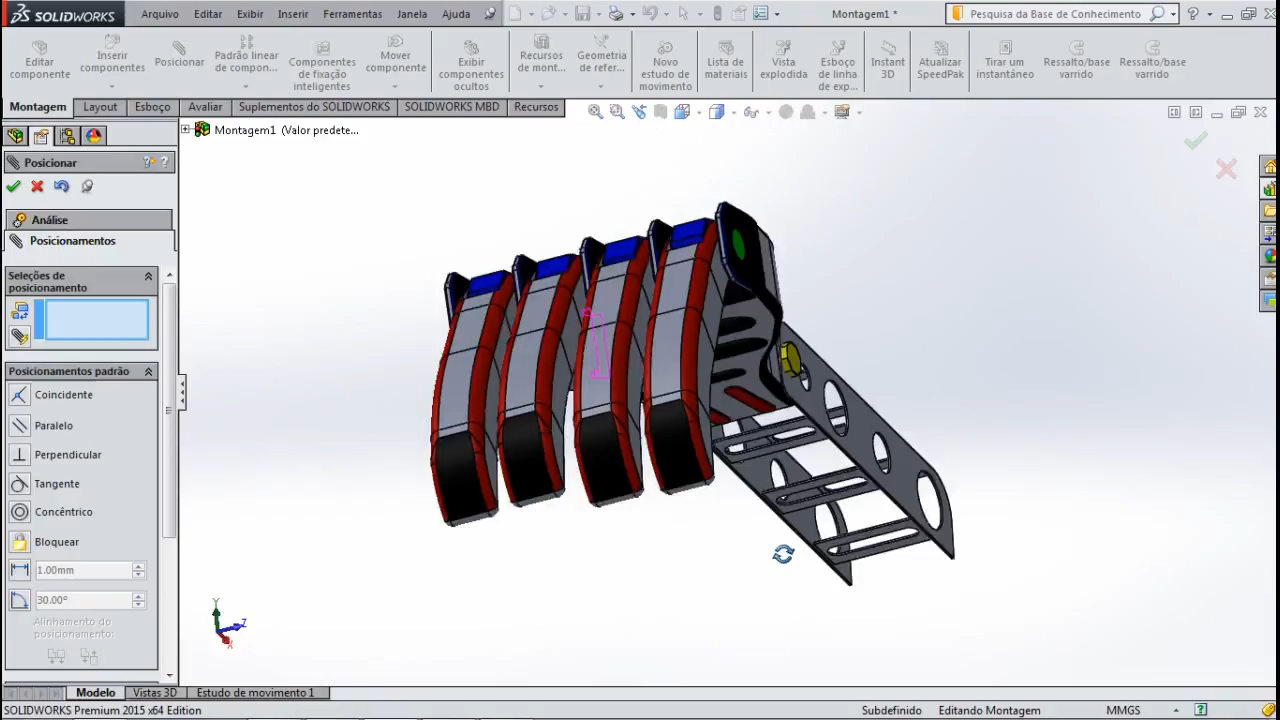 SOLIDWORKS Arquivo Editar Exibir Inserir Ferramentas Janela Ajuda Montagem1 * Pesquisa da Base de Conhecimento
Editar componente
Inserir componentes
Posicionar
Padrão linear de compon...
Componentes de fixação inteligentes
Mover componente
Exibir componentes ocultos
Recursos de mont...
Geometria de refer...
Novo estudo de movimento
Lista de materiais
Vista explodida
Esboço de linha de exp...
Instant 3D
Atualizar SpeedPak
Tirar um instantâneo
Ressalto/base varrido
Ressalto/base varrido
Montagem Layout Esboço Avaliar Suplementos do SOLIDWORKS SOLIDWORKS MBD Recursos
Montagem1 (Valor predete...
Posicionar
Análise
Posicionamentos
Seleções de
posicionamento
Posicionamentos padrão
Coincidente
Paralelo
Perpendicular
Tangente
Concêntrico
Bloquear
1.00mm
30.00°
Alinhamento do
posicionamento:
Y
Z
X
Modelo Vistas 3D Estudo de movimento 1
SOLIDWORKS Premium 2015 x64 Edition Subdefinido Editando Montagem MMGS